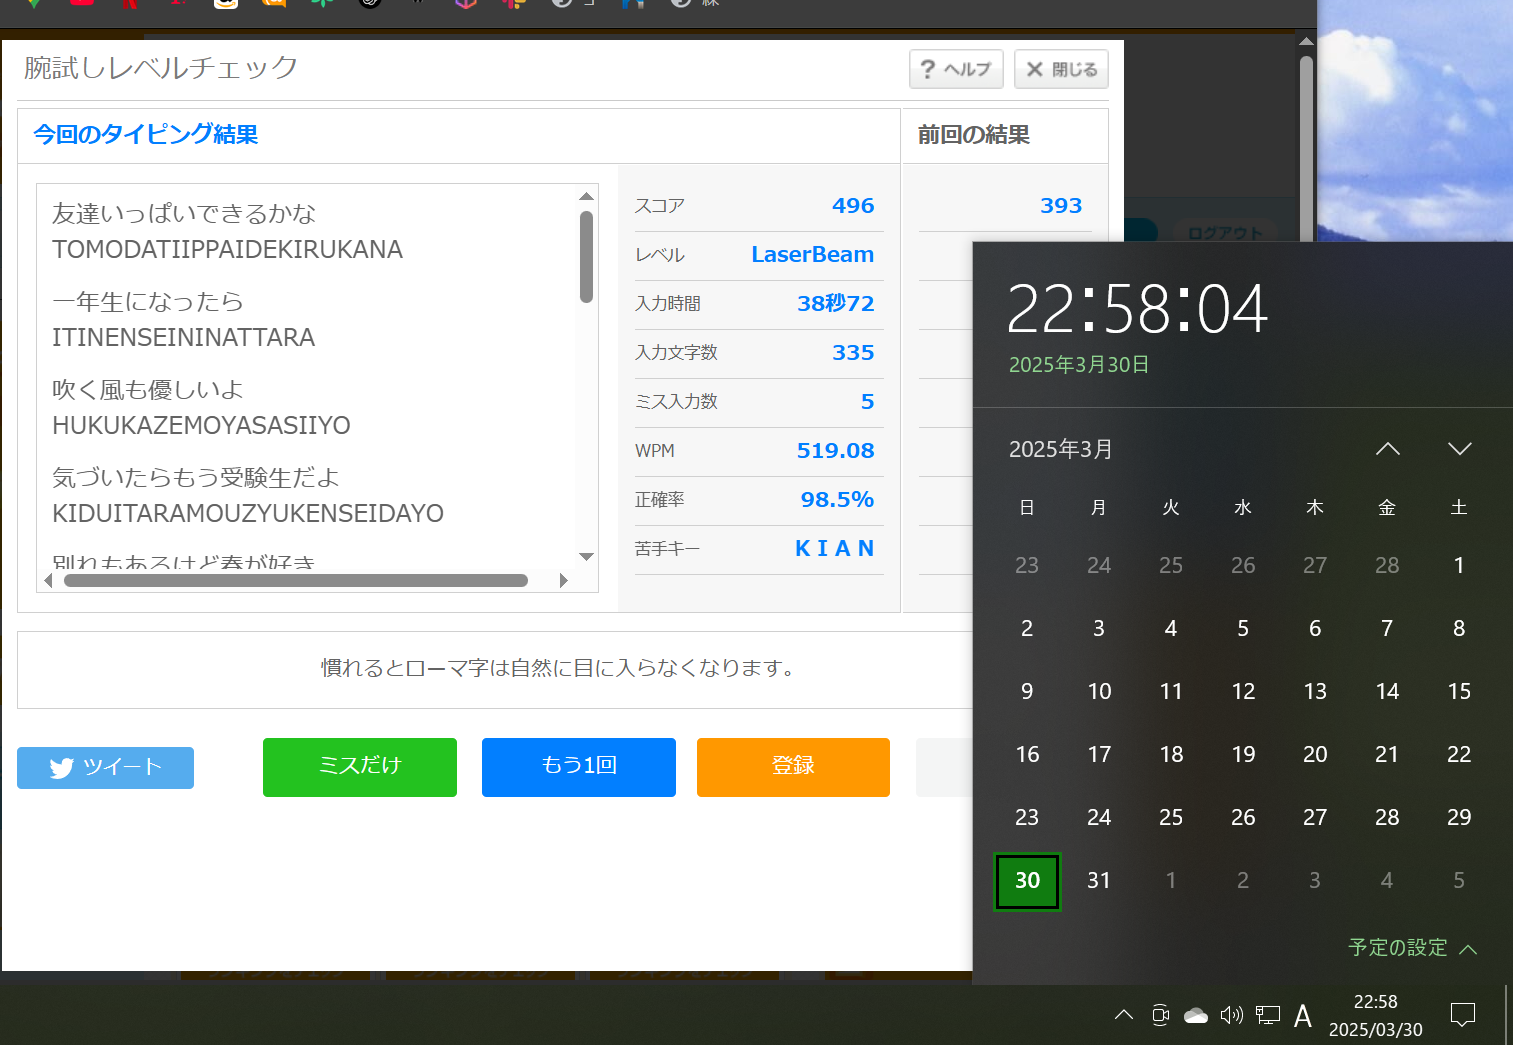 腕試しレベルチェック
? ヘルプ
× 閉じる
今回のタイピング結果
前回の結果
友達いっぱいできるかな
TOMODATIIPPAIDEKIRUKANA
一年生になったら
ITINENSEININATTARA
吹く風も優しいよ
HUKUKAZEMOYASASIIYO
気づいたらもう受験生だよ
KIDUITARAMOUZYUKENSEIDAYO
別れもあるけど春が好き
スコア 496 393
レベル LaserBeam
入力時間 38秒72
入力文字数 335
ミス入力数 5
WPM 519.08
正確率 98.5%
苦手キー K I A N
慣れるとローマ字は自然に目に入らなくなります。
ツイート
ミスだけ
もう1回
登録
ログアウト
22:58:04
2025年3月30日
2025年3月
日 月 火 水 木 金 土
23 24 25 26 27 28 1
2 3 4 5 6 7 8
9 10 11 12 13 14 15
16 17 18 19 20 21 22
23 24 25 26 27 28 29
30 31 1 2 3 4 5
予定の設定
A
22:58
2025/03/30